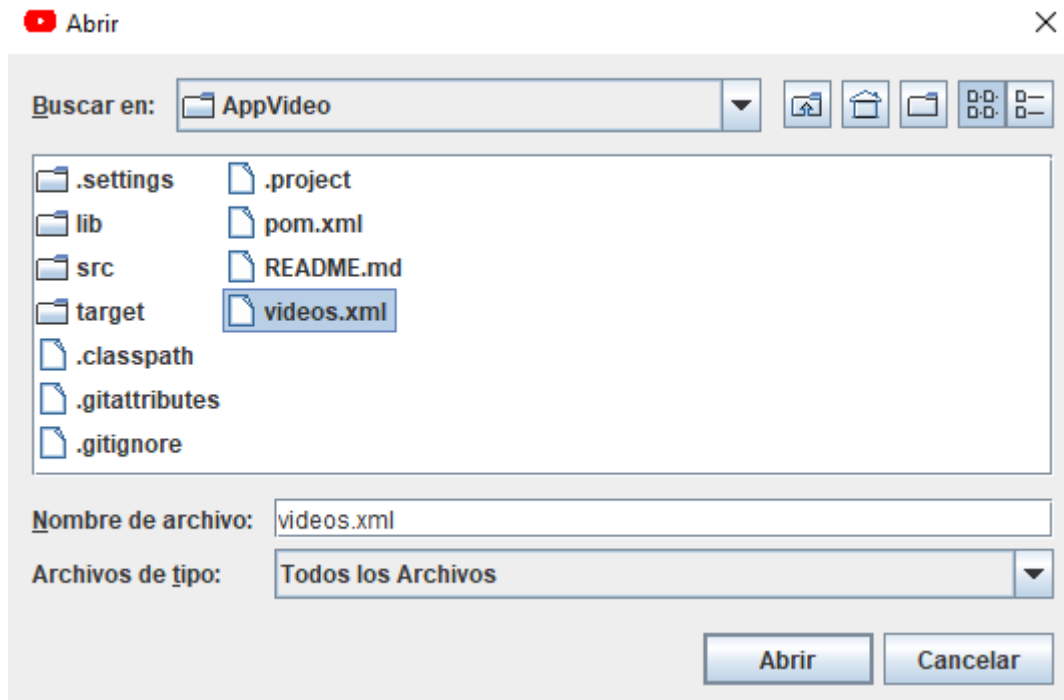 Abrir
Buscar en: AppVideo
.settings
lib
src
target
.classpath
.gitattributes
.gitignore
.project
pom.xml
README.md
videos.xml
Nombre de archivo: videos.xml
Archivos de tipo: Todos los Archivos
Abrir Cancelar